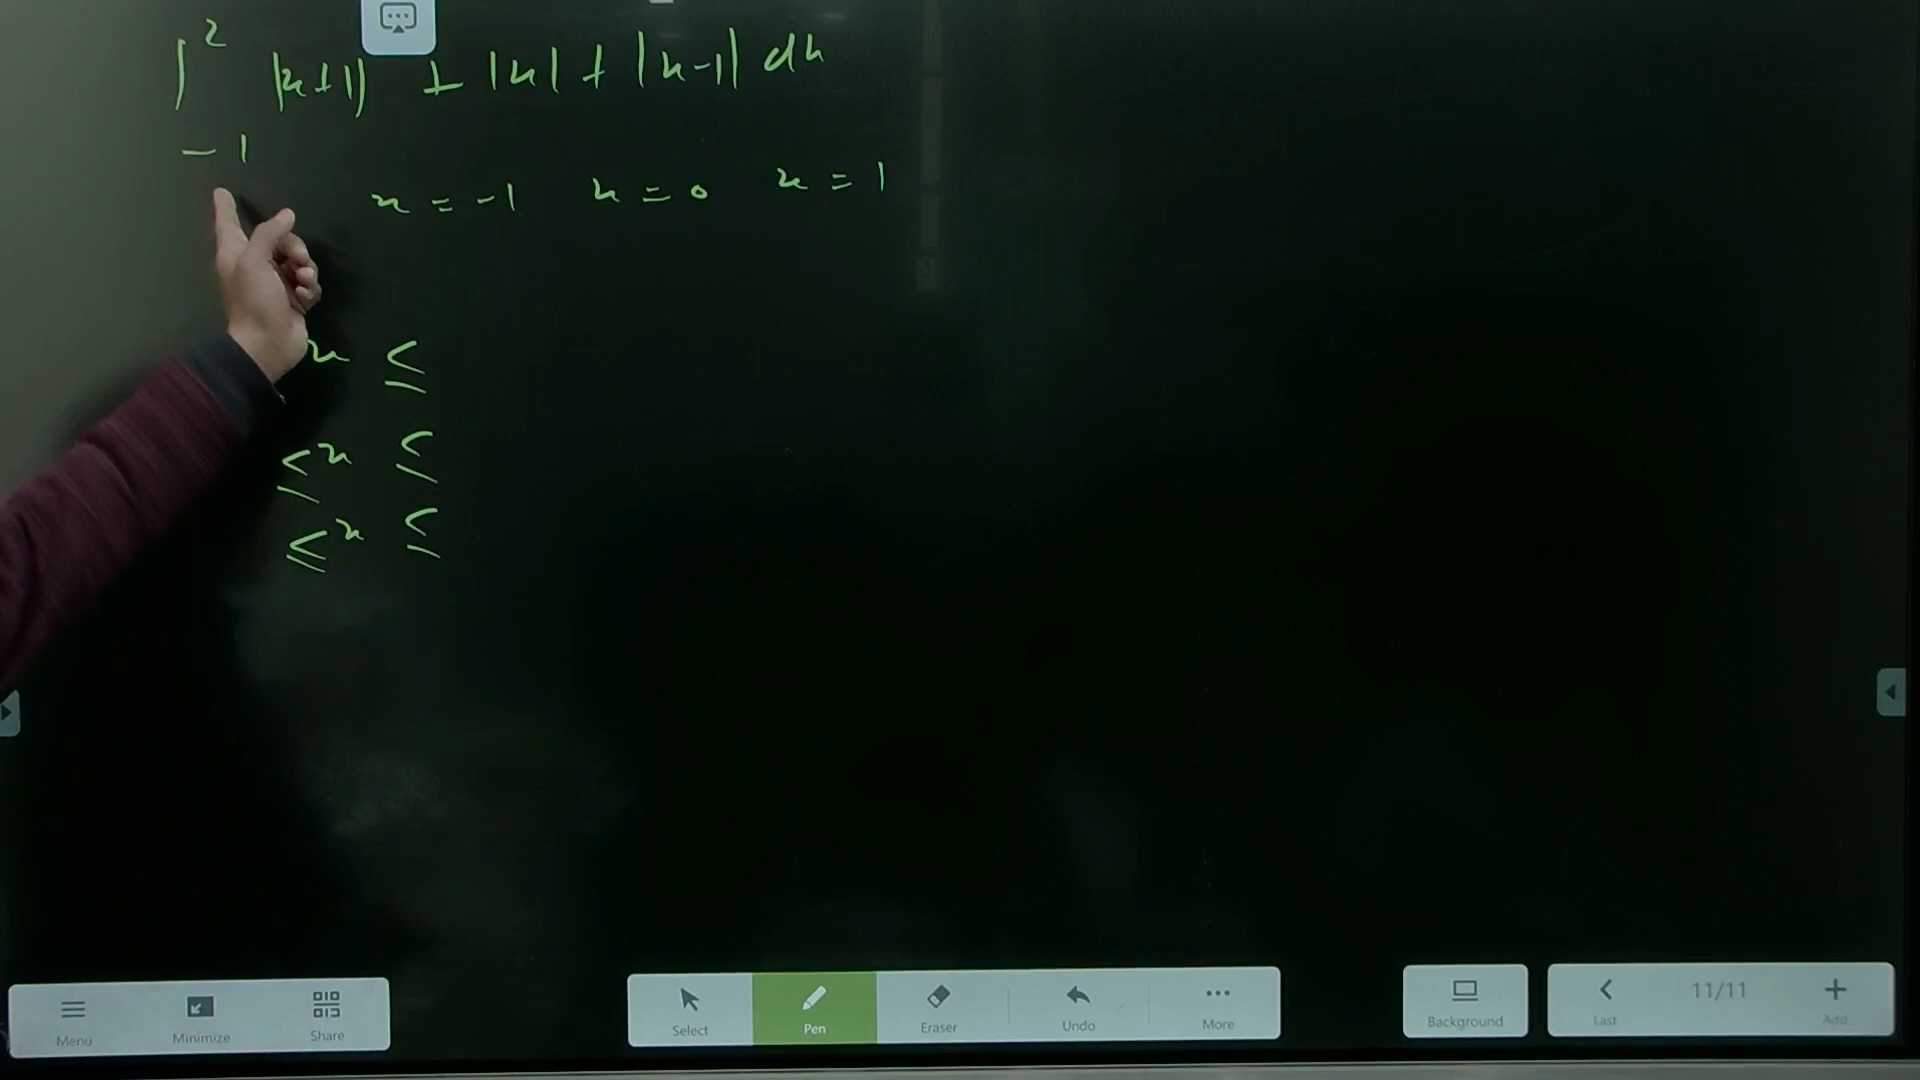 ∫ 2 |x+1| + |x| + |x-1| dx
-1
x = -1 x = 0 x = 1
x ≤
≤ x ≤
≤ x ≤
Menu Minimize Share Select Pen Eraser Undo More Background Last 11/11 Add